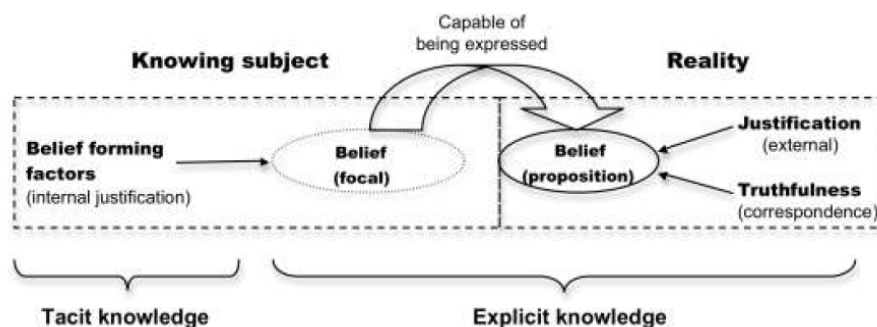 Capable of
being expressed
Knowing subject
Reality
Belief forming
factors
(internal justification)
Belief
(focal)
Belief
(proposition)
Justification
(external)
Truthfulness
(correspondence)
Tacit knowledge
Explicit knowledge